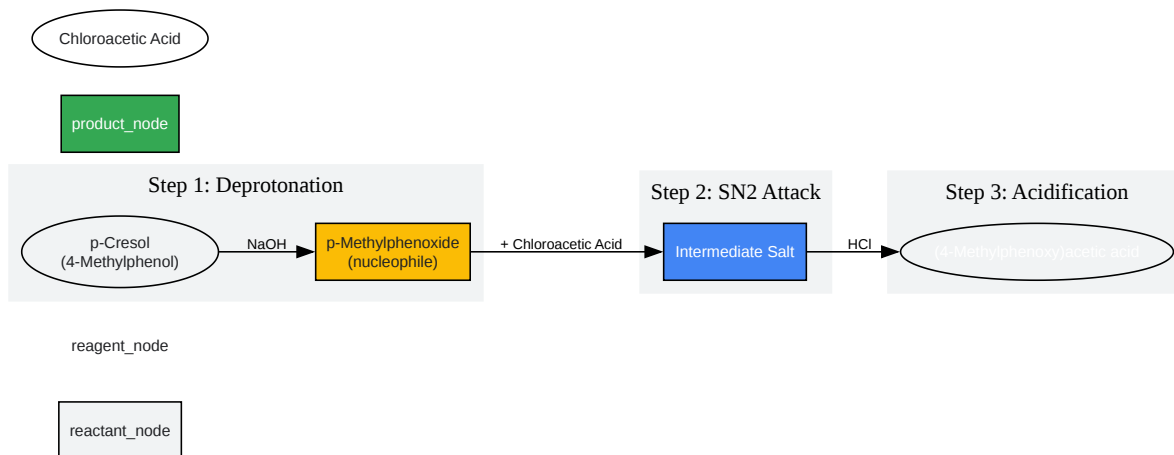 Chloroacetic Acid
product_node
Step 1: Deprotonation
p-Cresol
(4-Methylphenol)
NaOH
p-Methylphenoxide
(nucleophile)
+ Chloroacetic Acid
Step 2: SN2 Attack
Intermediate Salt
HCl
Step 3: Acidification
(4-Methylphenoxy)acetic acid
reagent_node
reactant_node